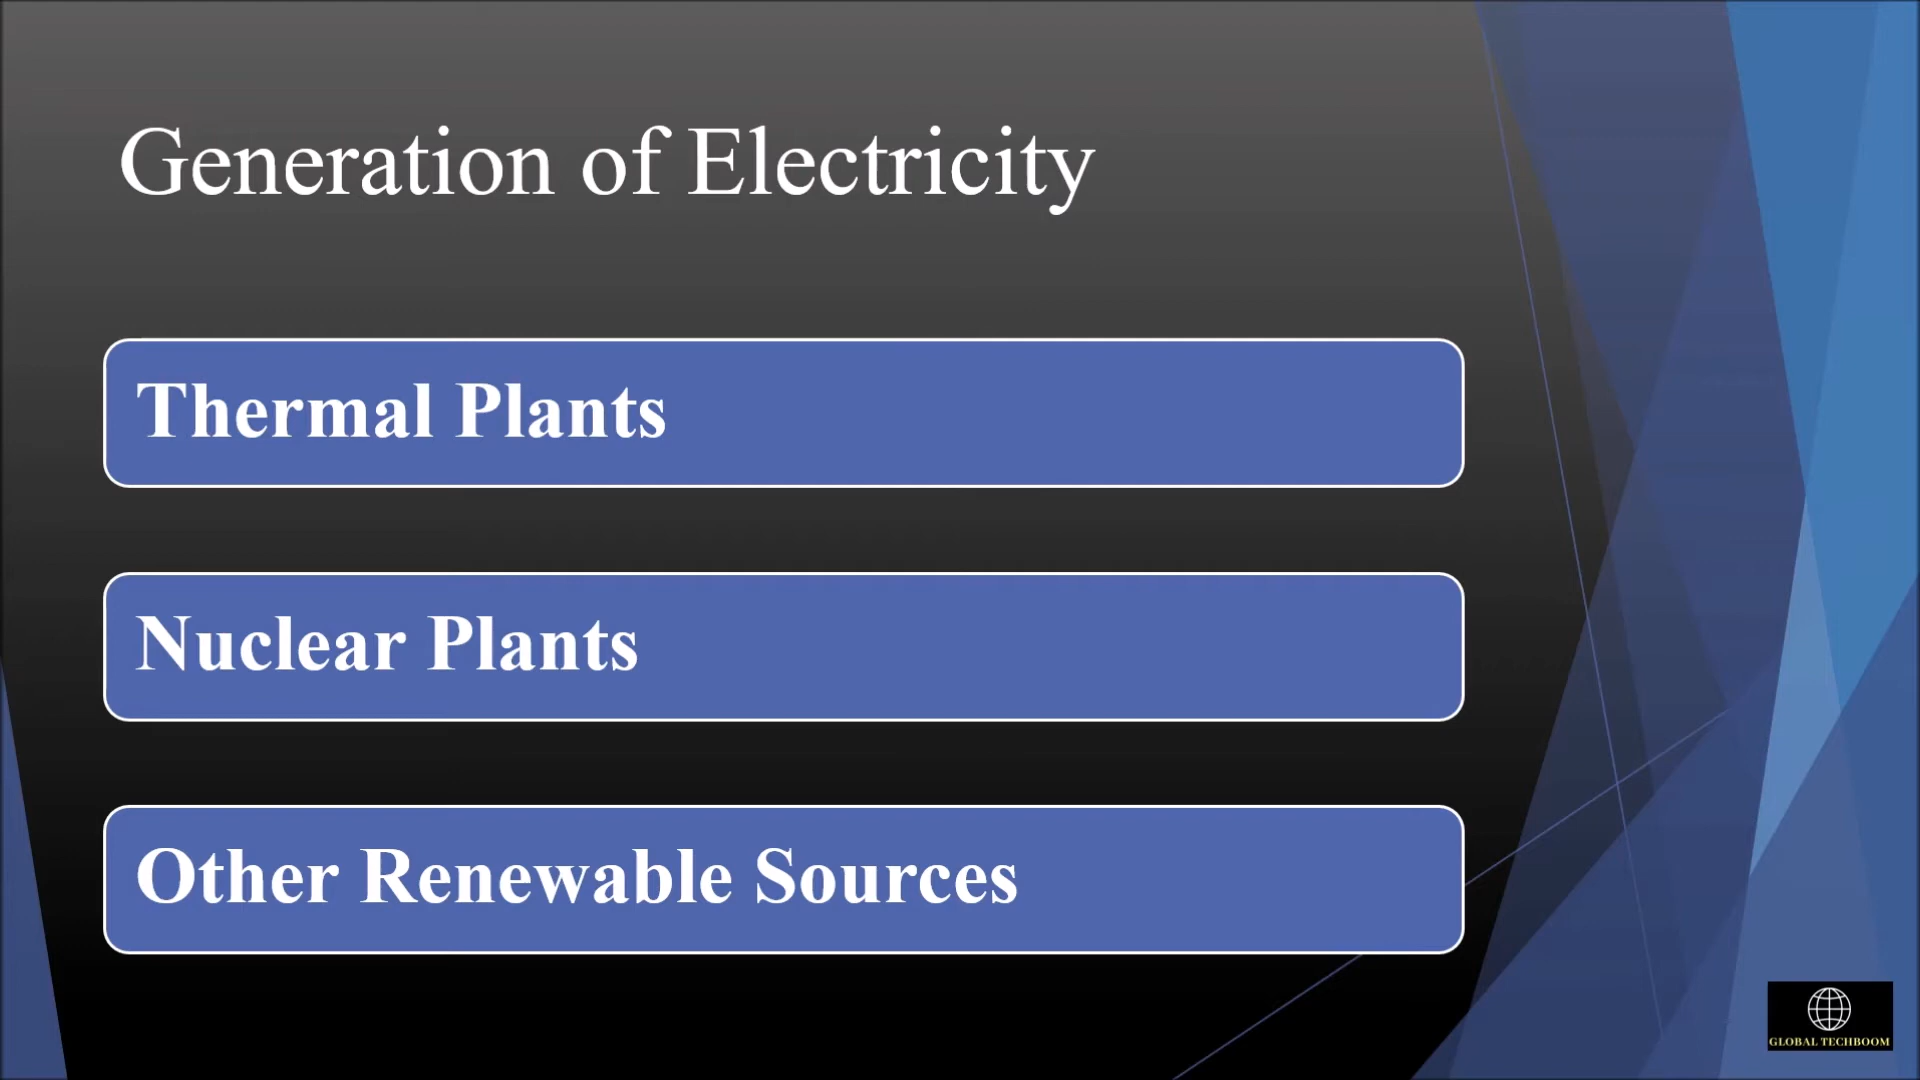 Generation of Electricity
Thermal Plants
Nuclear Plants
Other Renewable Sources
GLOBAL TECHBOOM